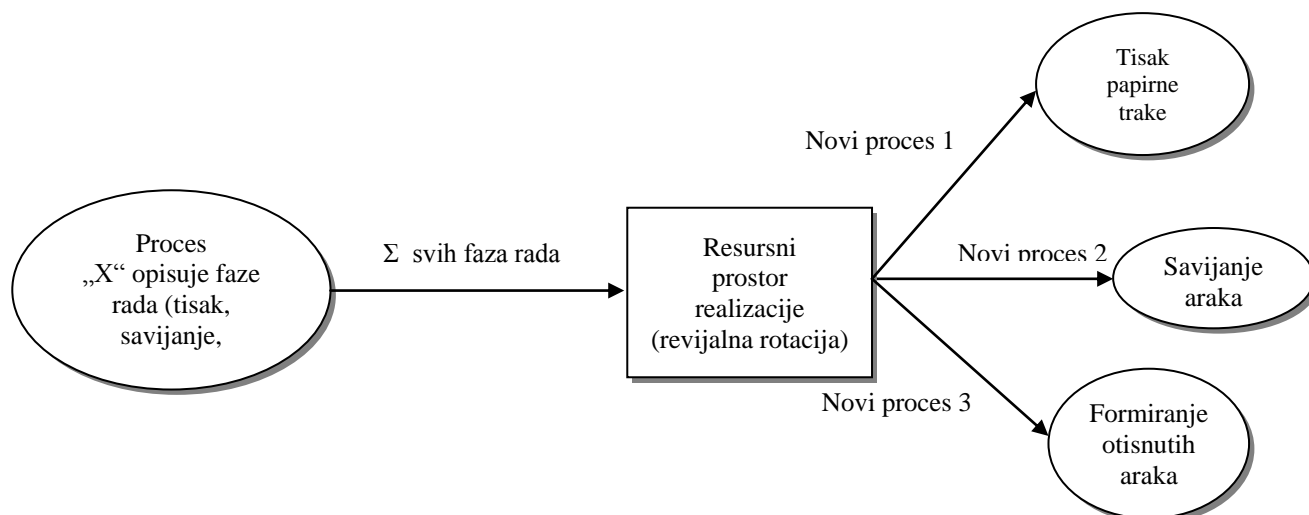 Tisak
papirne
trake
Novi proces 1
Proces
„X“ opisuje faze
rada (tisak,
savijanje,
Σ svih faza rada
Resursni
prostor
realizacije
(revijalna rotacija)
Novi proces 2
Savijanje
araka
Novi proces 3
Formiranje
otisnutih
araka